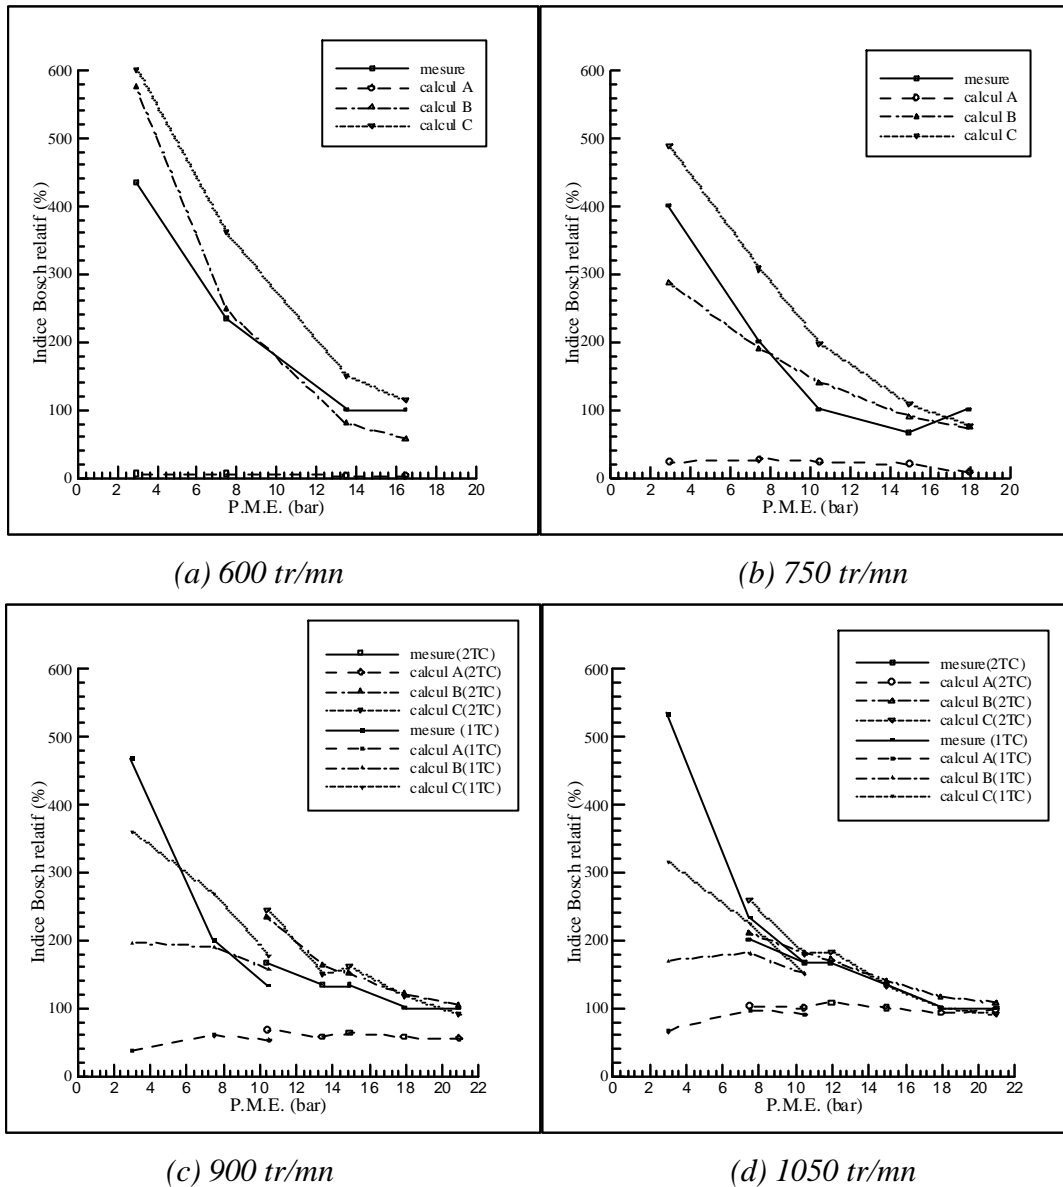 mesure
calcul A
calcul B
calcul C
600
500
400
300
200
100
0
Indice Bosch relatif (%)
0 2 4 6 8 10 12 14 16 18 20
P.M.E. (bar)
(a) 600 tr/mn
mesure
calcul A
calcul B
calcul C
600
500
400
300
200
100
0
Indice Bosch relatif (%)
0 2 4 6 8 10 12 14 16 18 20
P.M.E. (bar)
(b) 750 tr/mn
mesure(2TC)
calcul A(2TC)
calcul B(2TC)
calcul C(2TC)
mesure (1TC)
calcul A(1TC)
calcul B(1TC)
calcul C(1TC)
600
500
400
300
200
100
0
Indice Bosch relatif (%)
0 2 4 6 8 10 12 14 16 18 20 22
P.M.E. (bar)
(c) 900 tr/mn
mesure(2TC)
calcul A(2TC)
calcul B(2TC)
calcul C(2TC)
mesure (1TC)
calcul A(1TC)
calcul B(1TC)
calcul C(1TC)
600
500
400
300
200
100
0
Indice Bosch relatif (%)
0 2 4 6 8 10 12 14 16 18 20 22
P.M.E. (bar)
(d) 1050 tr/mn